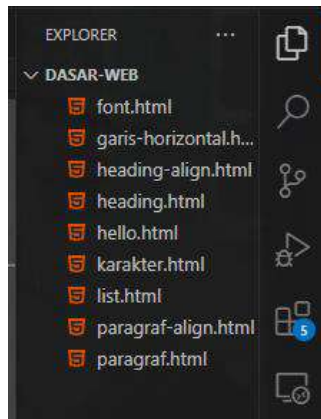 EXPLORER ...
DASAR-WEB
font.html
garis-horizontal.h...
heading-align.html
heading.html
hello.html
karakter.html
list.html
paragraf-align.html
paragraf.html
5